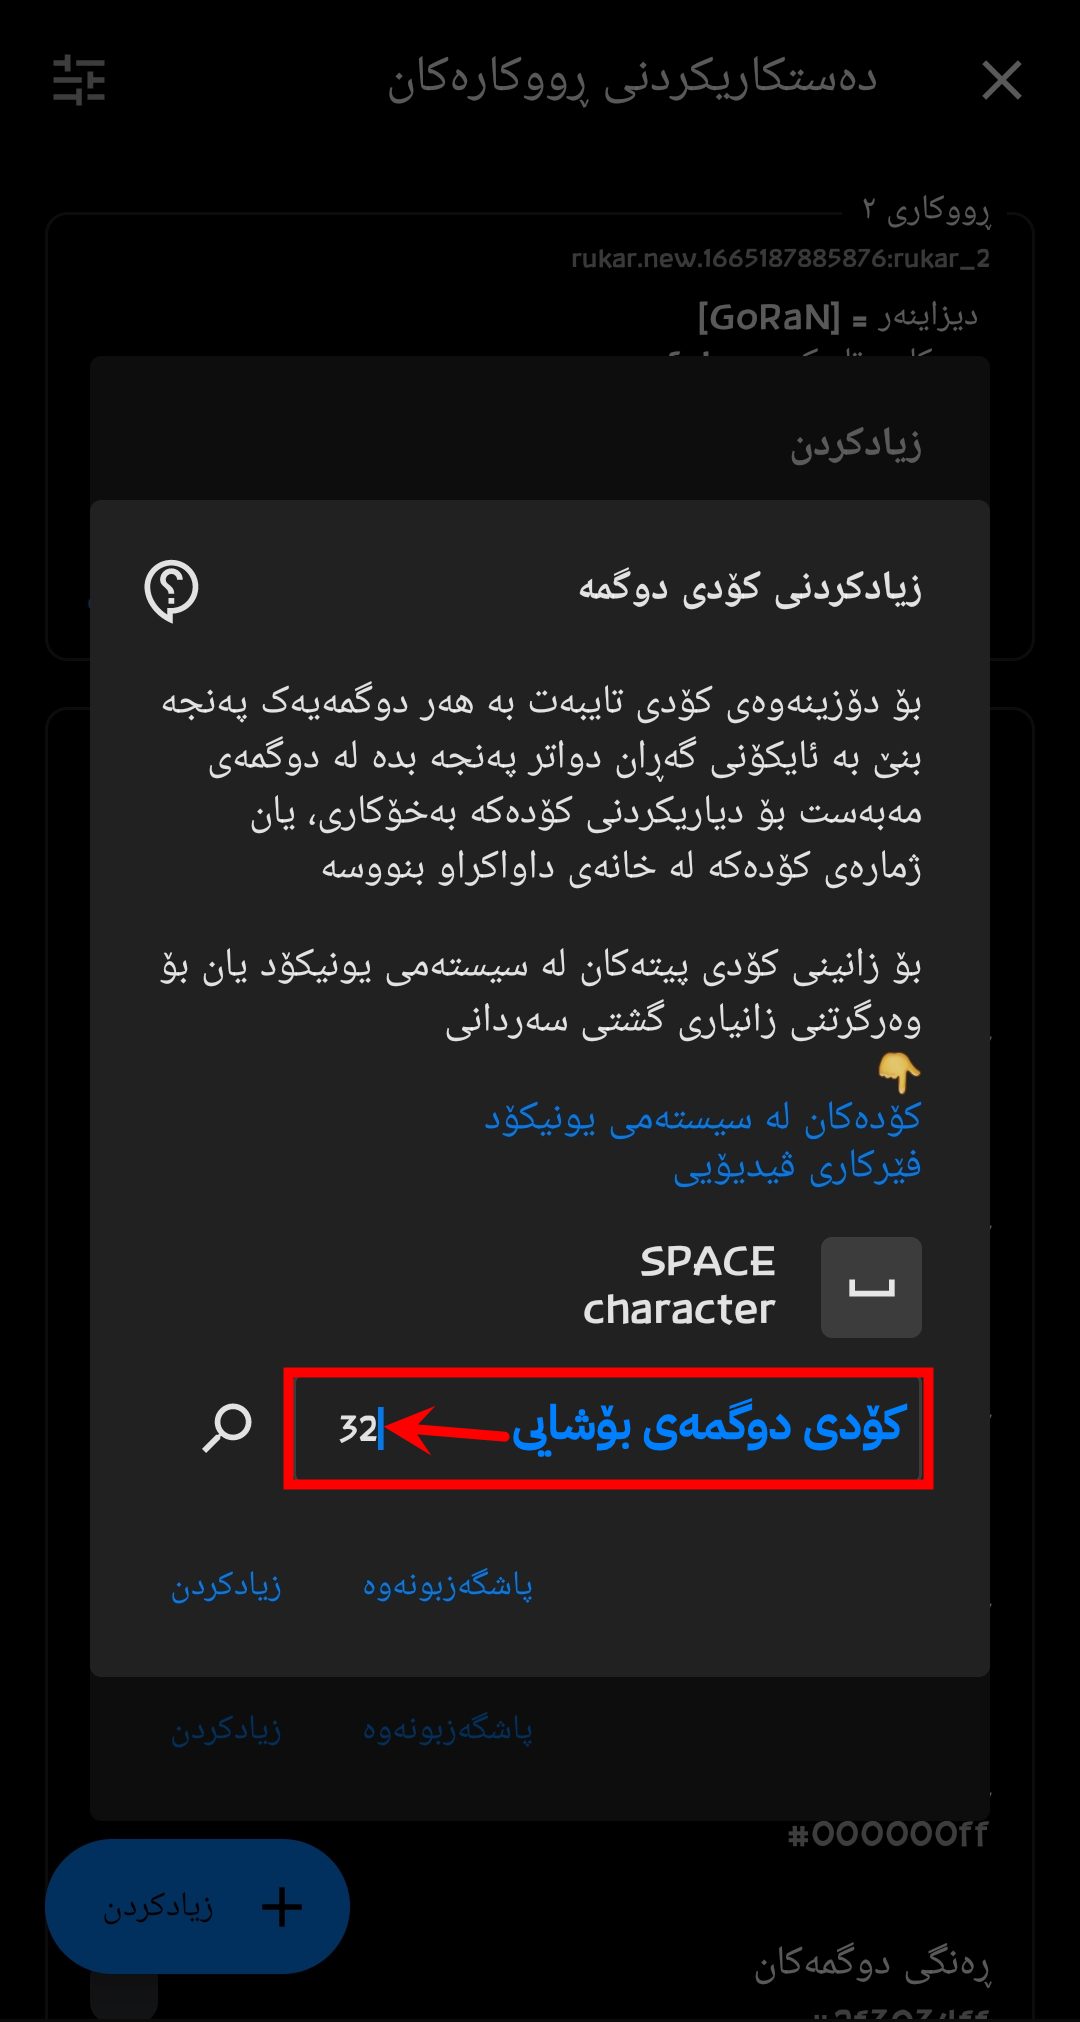 دەستکاریکردنی ڕووکارەکان
ڕووکاری ٢
rukar.new.1665187885876:rukar_2
دیزاینەر = [GoRaN]
زیادکردن
زیادکردنی کۆدی دوگمە
بۆ دۆزینەوەی کۆدی تایبەت بە هەر دوگمەیەک پەنجە
بنێ بە ئایکۆنی گەڕان دواتر پەنجە بدە لە دوگمەی
مەبەست بۆ دیاریکردنی کۆدەکە بەخۆکاری، یان
ژمارەی کۆدەکە لە خانەی داواکراو بنووسە
بۆ زانینی کۆدی پیتەکان لە سیستەمی یونیکۆد یان بۆ
وەرگرتنی زانیاری گشتی سەردانی
👇
کۆدەکان لە سیستەمی یونیکۆد
فێرکاری ڤیدیۆیی
SPACE
character
کۆدی دوگمەی بۆشایی 32
پاشگەزبونەوە زیادکردن
پاشگەزبونەوە زیادکردن
#000000ff
زیادکردن
ڕەنگی دوگمەکان